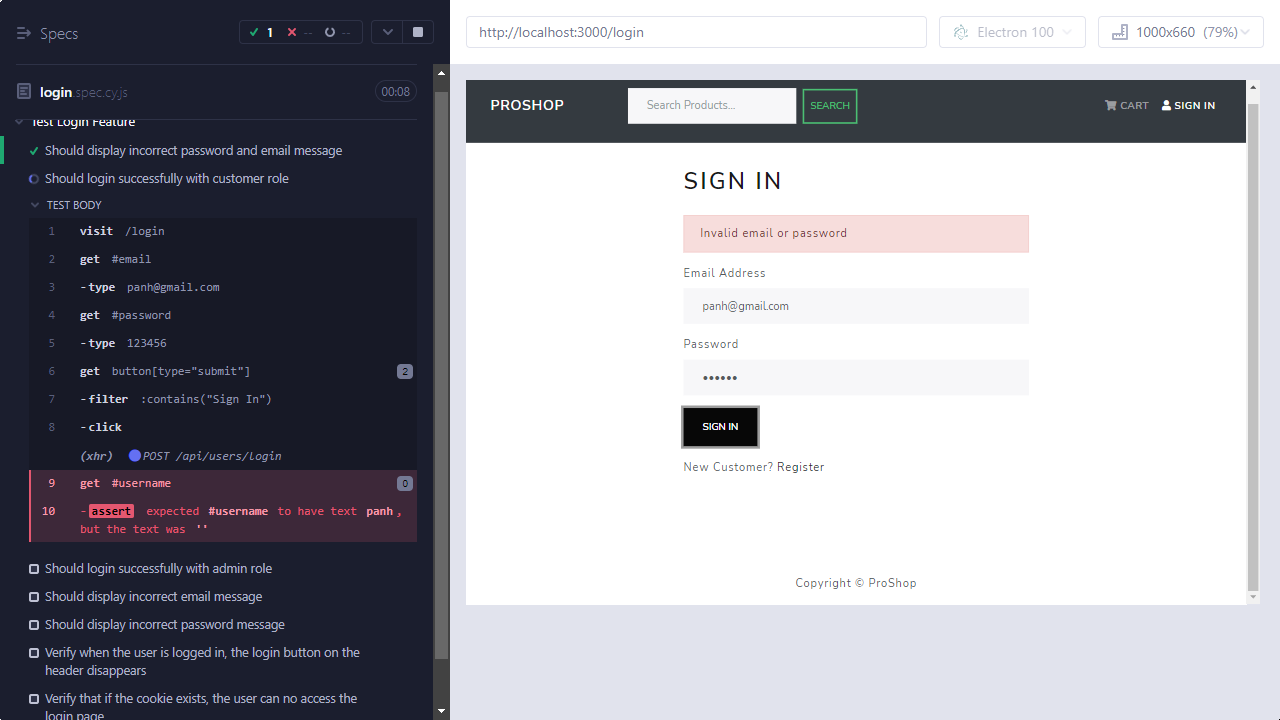 Specs
1
--
--
login.spec.cy.js
00:08
Test Login Feature
Should display incorrect password and email message
Should login successfully with customer role
TEST BODY
1 visit /login
2 get #email
3 -type panh@gmail.com
4 get #password
5 -type 123456
6 get button[type="submit"] 2
7 -filter :contains("Sign In")
8 -click
(xhr) POST /api/users/login
9 get #username 0
10 -assert expected #username to have text panh,
but the text was ''
Should login successfully with admin role
Should display incorrect email message
Should display incorrect password message
Verify when the user is logged in, the login button on the
header disappears
Verify that if the cookie exists, the user can no access the
login page
http://localhost:3000/login
Electron 100
1000x660 (79%)
PROSHOP
Search Products...
SEARCH
CART
SIGN IN
SIGN IN
Invalid email or password
Email Address
panh@gmail.com
Password
••••••
SIGN IN
New Customer? Register
Copyright © ProShop